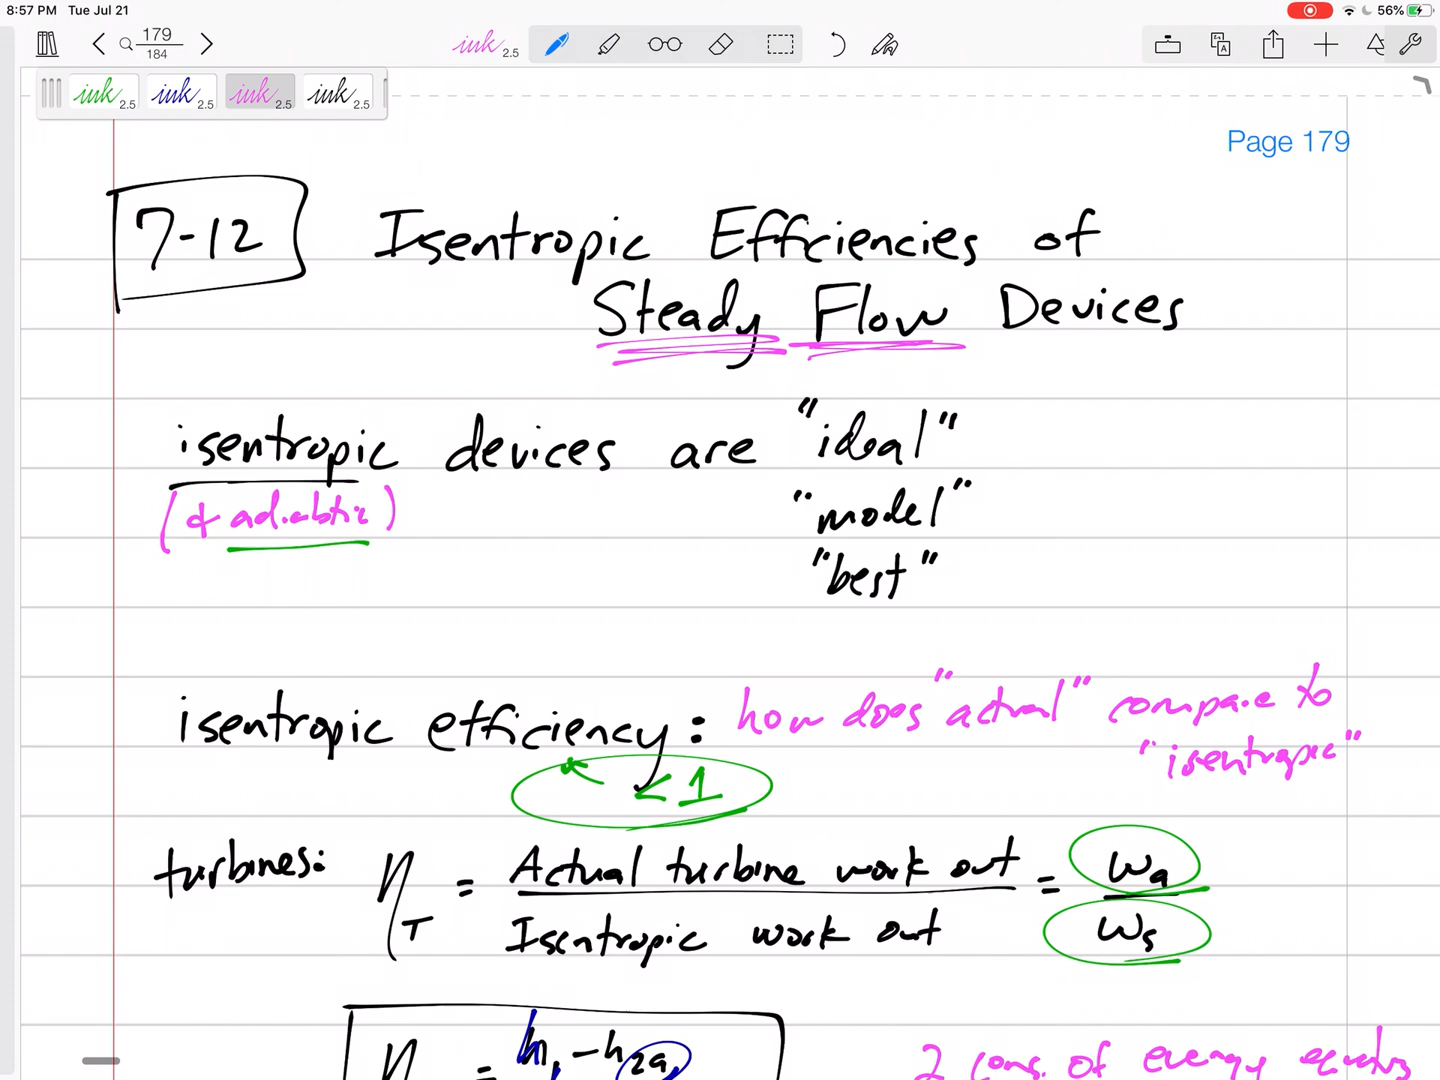 8:57 PM Tue Jul 21
56%
179
184
ink 2.5
ink 2.5 ink 2.5 ink 2.5 ink 2.5
Page 179
7-12 Isentropic Efficiencies of
Steady Flow Devices
isentropic devices are "ideal"
(& adiabtic) "model"
"best"
isentropic efficiency: how does "actual" compare to
"isentropic"
< 1
turbines: η_T = Actual turbine work out / Isentropic work out = w_a / w_s
η = h_1 - h_2a
2 cons. of energy equations